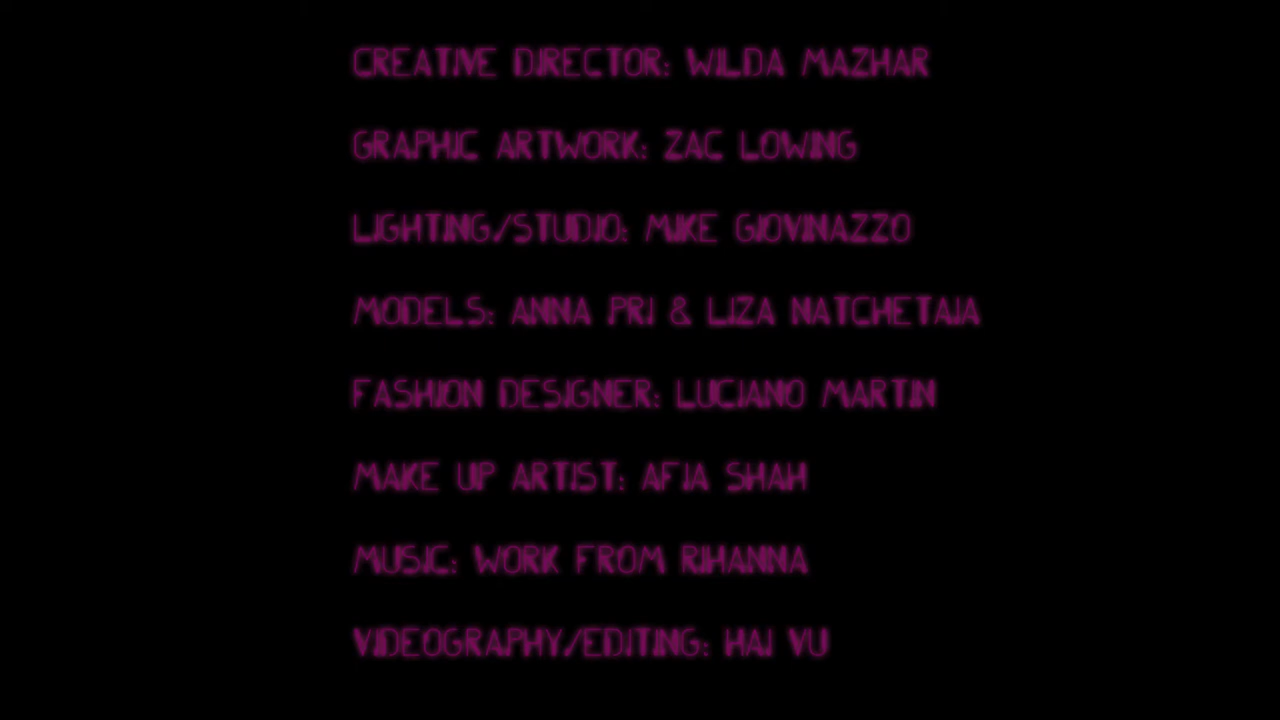 CREATIVE DIRECTOR: WILDA MAZHAR
GRAPHIC ARTWORK: ZAC LOWING
LIGHTING/STUDIO: MIKE GIOVINAZZO
MODELS: ANNA PRI & LIZA NATCHETAIA
FASHION DESIGNER: LUCIANO MARTIN
MAKE UP ARTIST: AFIA SHAH
MUSIC: WORK FROM RIHANNA
VIDEOGRAPHY/EDITING: HAI VU